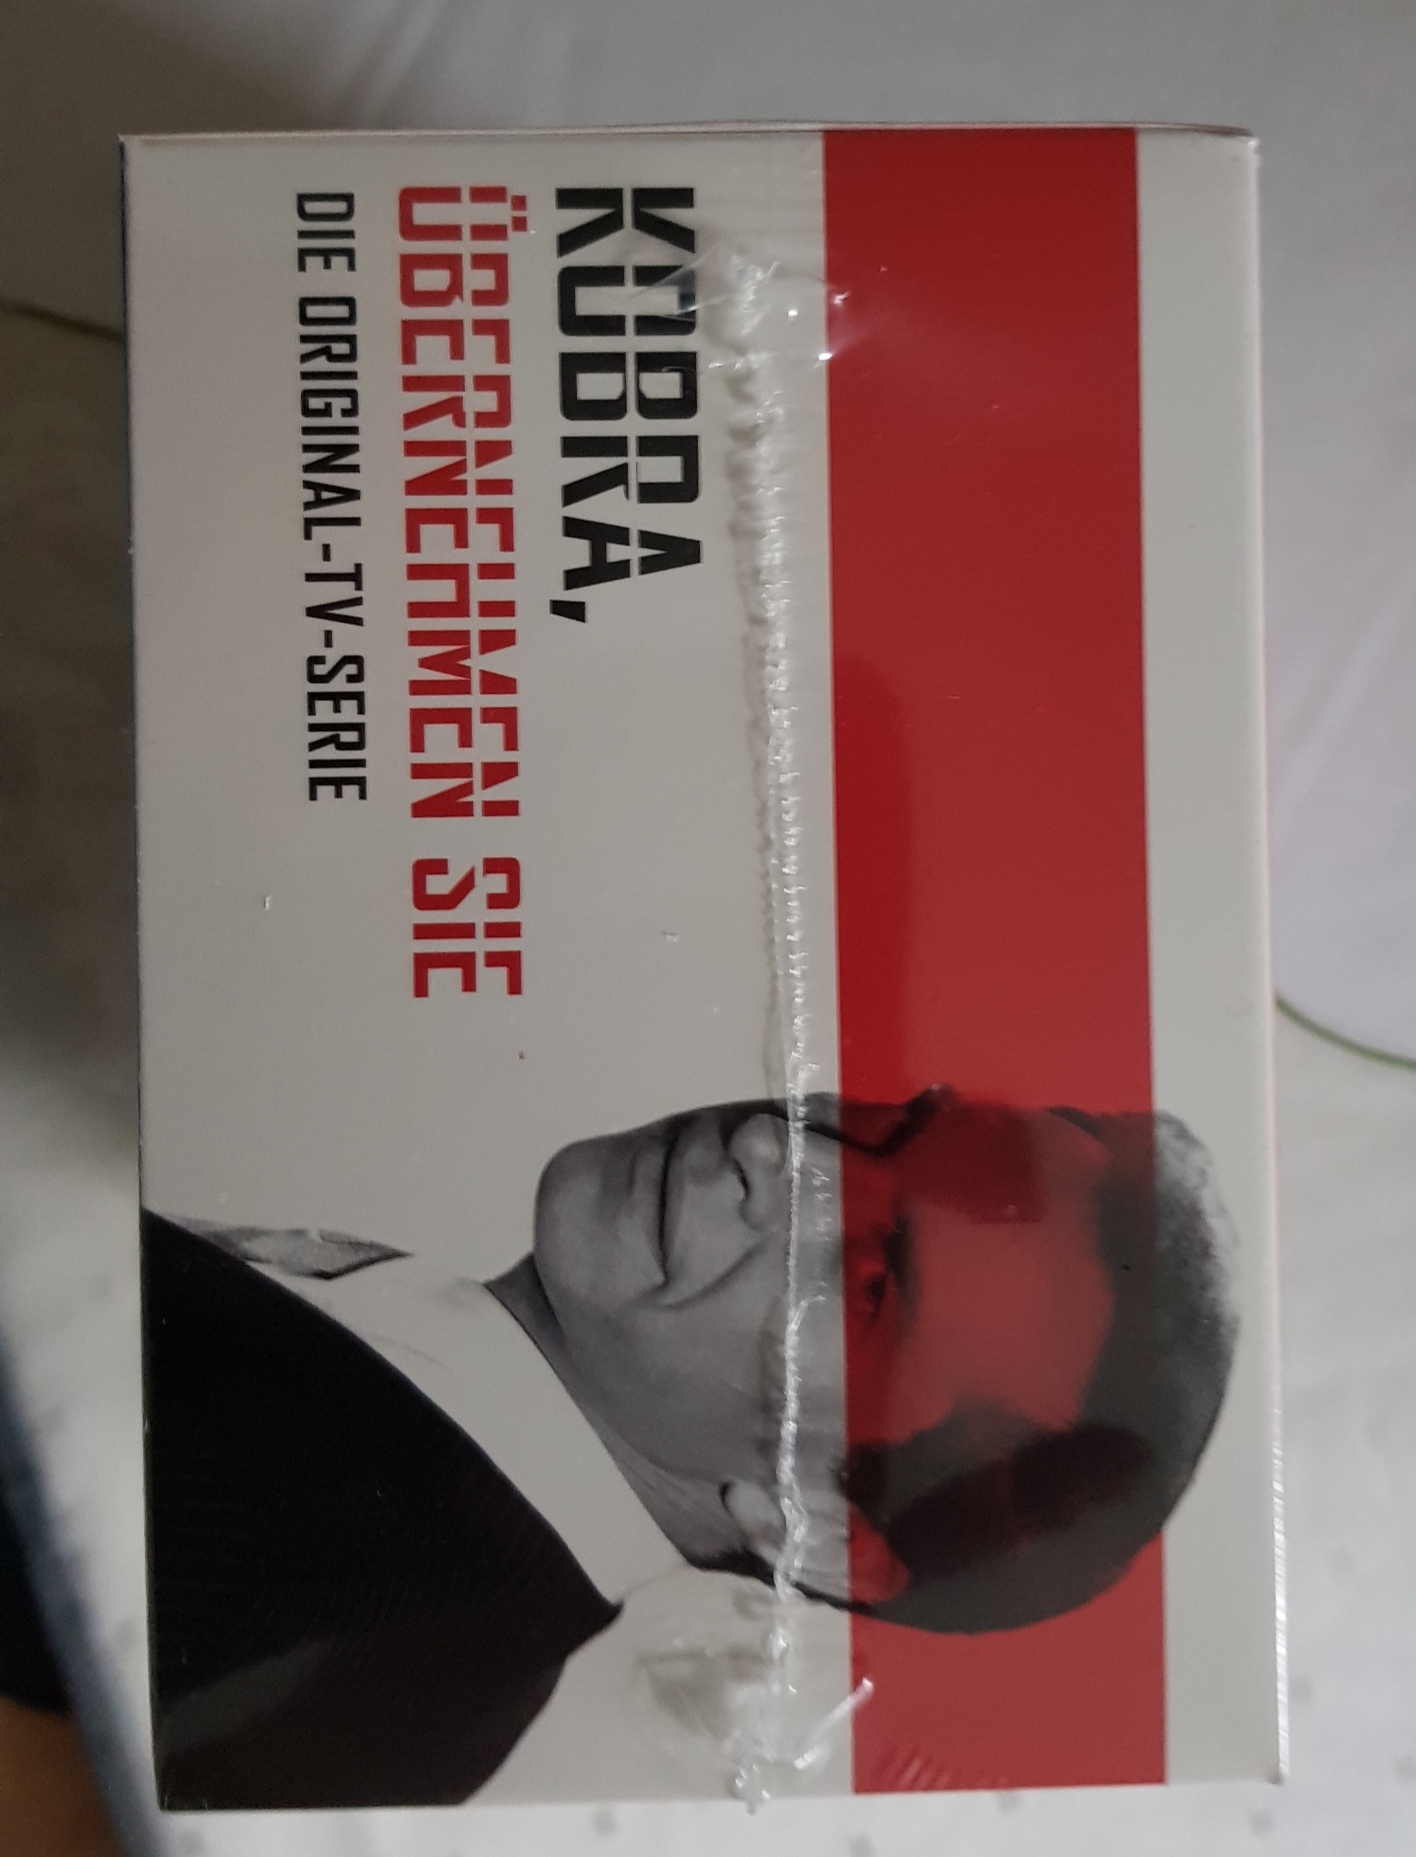 KOBRA,
ÜBERNEHMEN SIE
DIE ORIGINAL-TV-SERIE